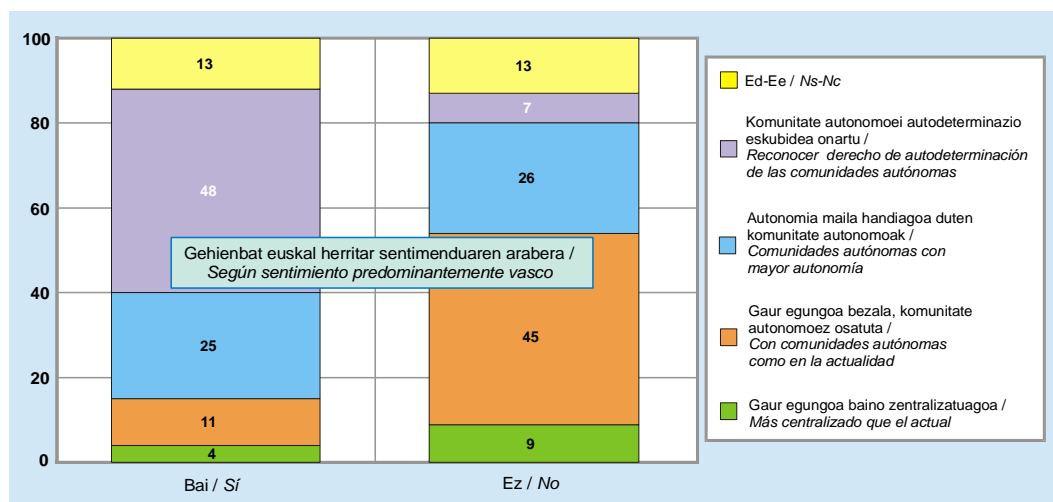 100
80
60
40
20
0
13
48
25
11
4
13
7
26
45
9
Gehienbat euskal herritar sentimenduaren arabera /
Según sentimiento predominantemente vasco
Bai / Sí
Ez / No
Ed-Ee / Ns-Nc
Komunitate autonomoei autodeterminazio
eskubidea onartu /
Reconocer derecho de autodeterminación
de las comunidades autónomas
Autonomia maila handiagoa duten
komunitate autonomoak /
Comunidades autónomas con
mayor autonomía
Gaur egungoa bezala, komunitate
autonomoez osatuta /
Con comunidades autónomas
como en la actualidad
Gaur egungoa baino zentralizatuagoa /
Más centralizado que el actual